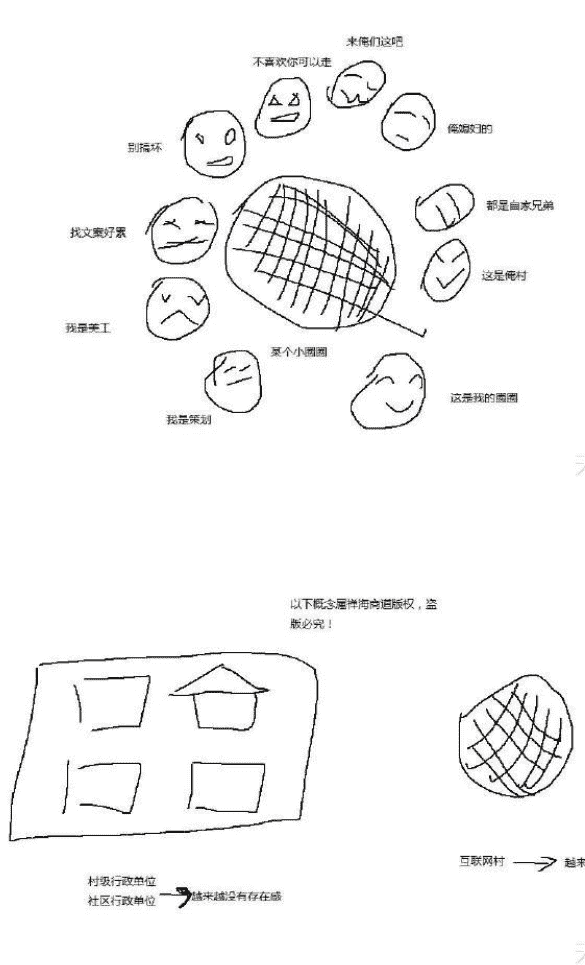 来俺们这吧
不喜欢你可以走
俺媳妇的
别搞坏
都是自家兄弟
找文案好累
这是俺村
我是美工
某个小圈圈
这是我的圈圈
我是策划
以下概念属禅海商道版权，盗
版必究！
互联网村
越来
村级行政单位
社区行政单位
越来越没有存在感